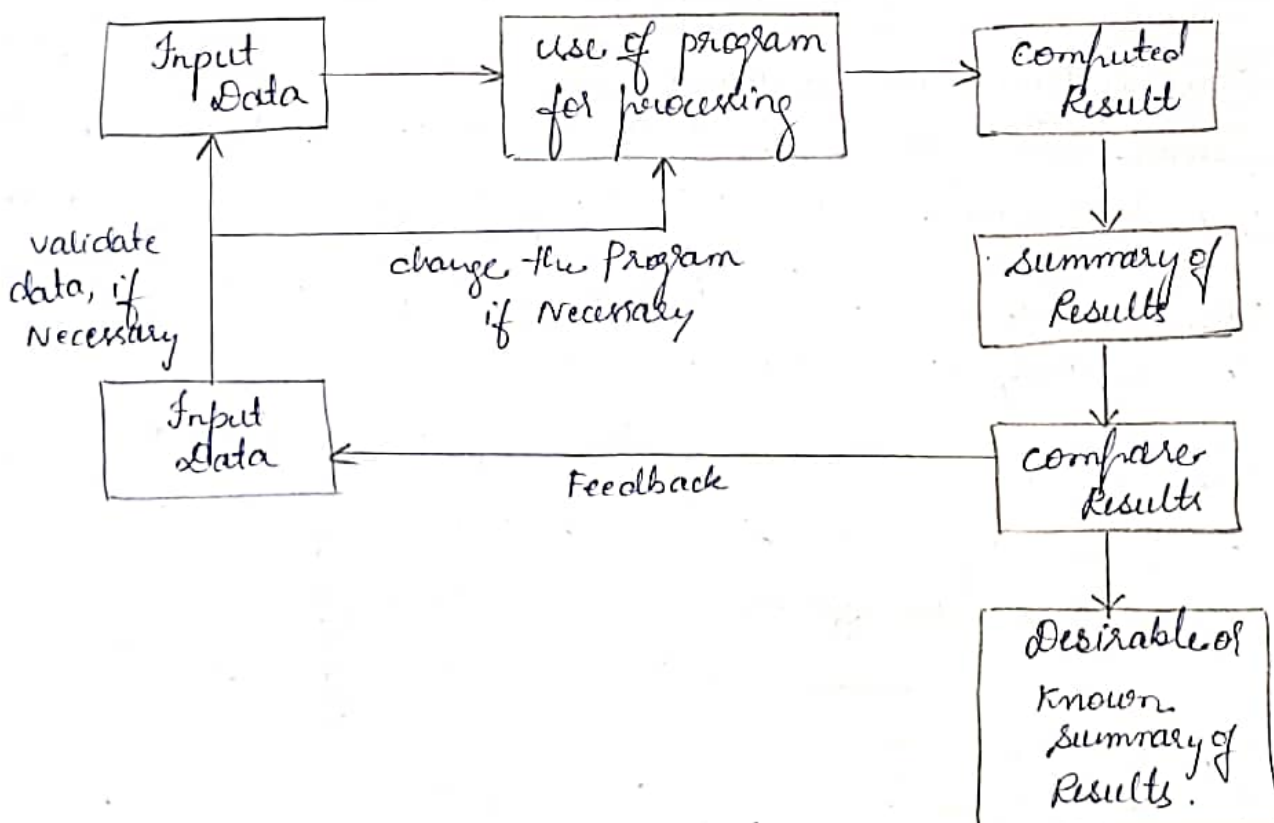 Input
Data
use of program
for processing
computed
Result
validate
data, if
Necessary
change the Program
if Necessary
summary of
Results
Input
Data
Feedback
compare
Results
Desirable or
Known
summary of
Results.